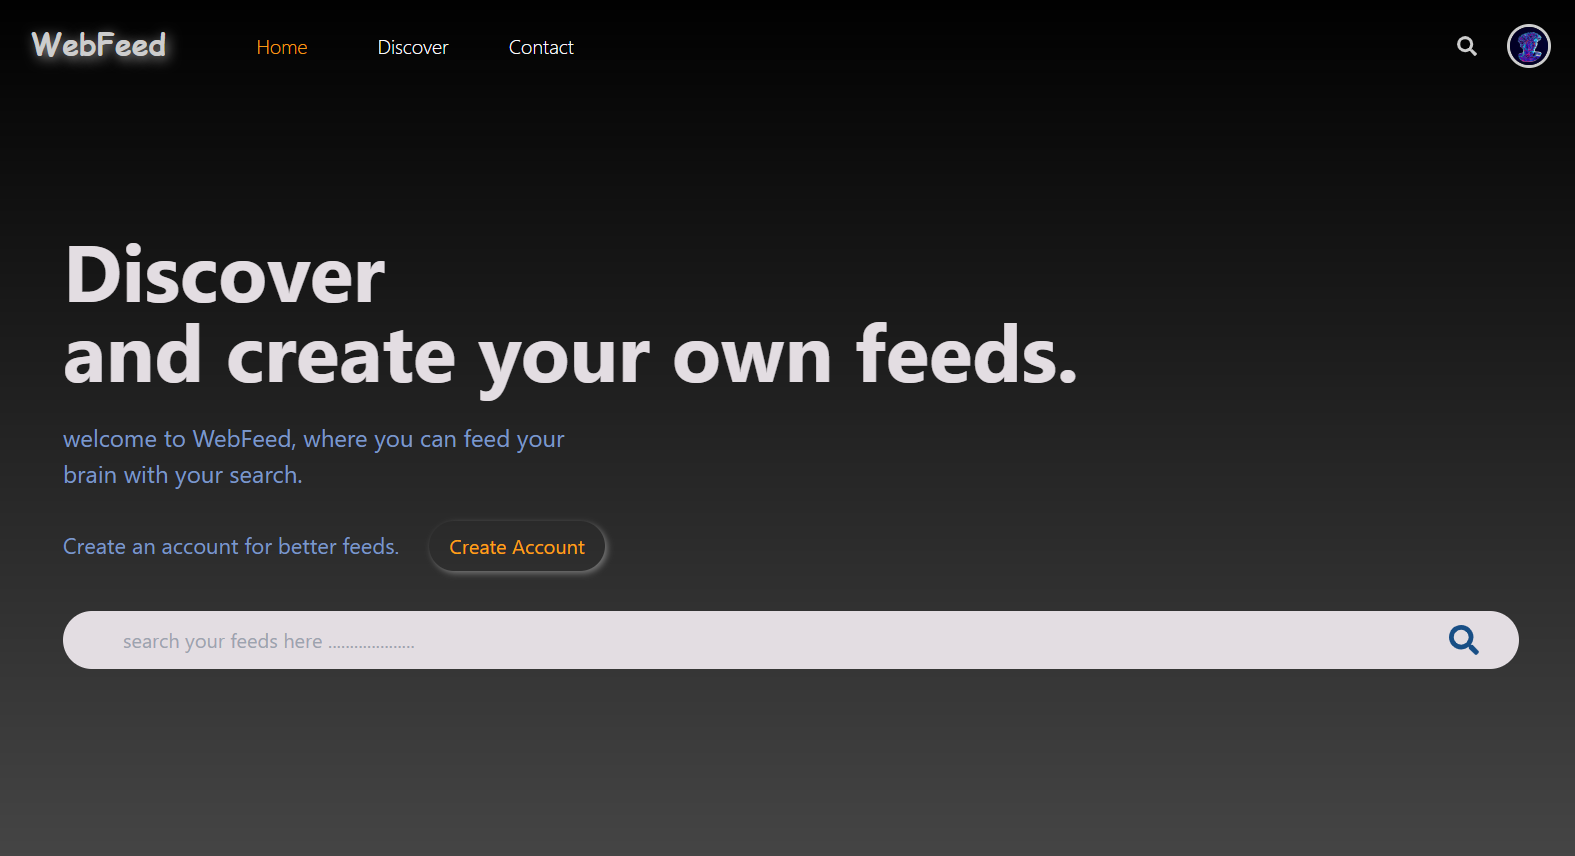 WebFeed
Home
Discover
Contact
Discover
and create your own feeds.
welcome to WebFeed, where you can feed your
brain with your search.
Create an account for better feeds.
Create Account
search your feeds here ....................